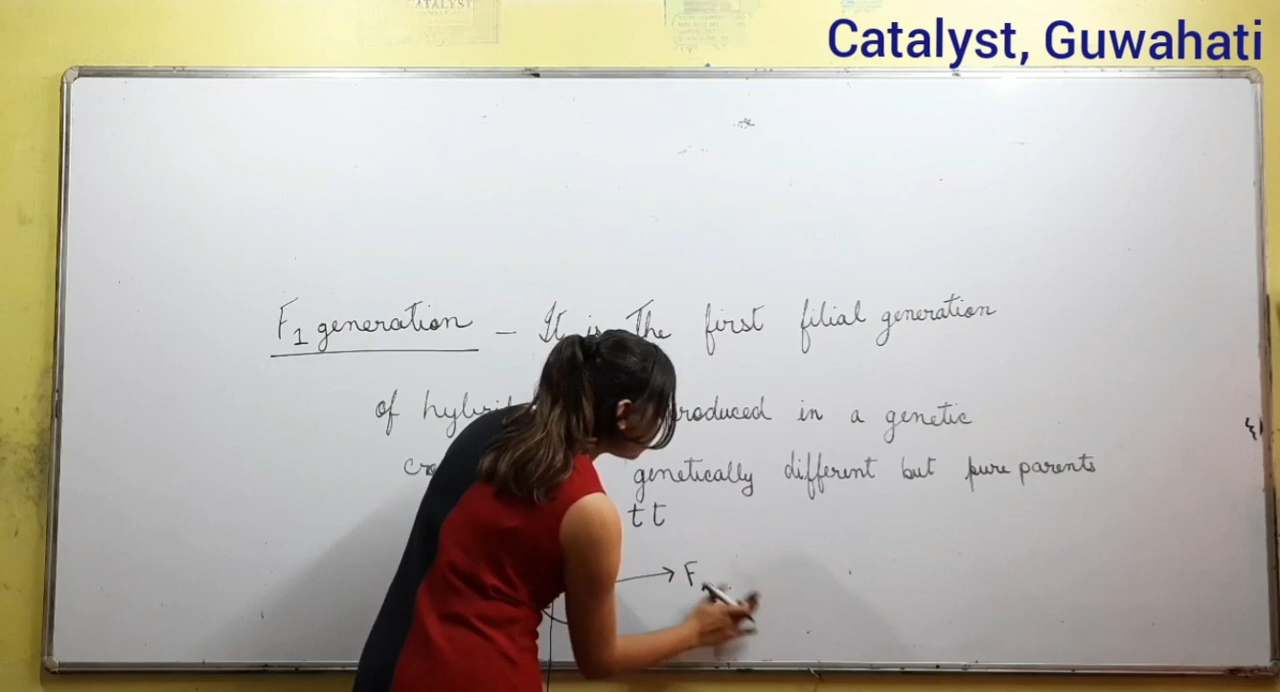 CATALYST
Catalyst, Guwahati
F1 generation – It is the first filial generation
of produced in a genetic
genetically different but pure parents
tt
→ F